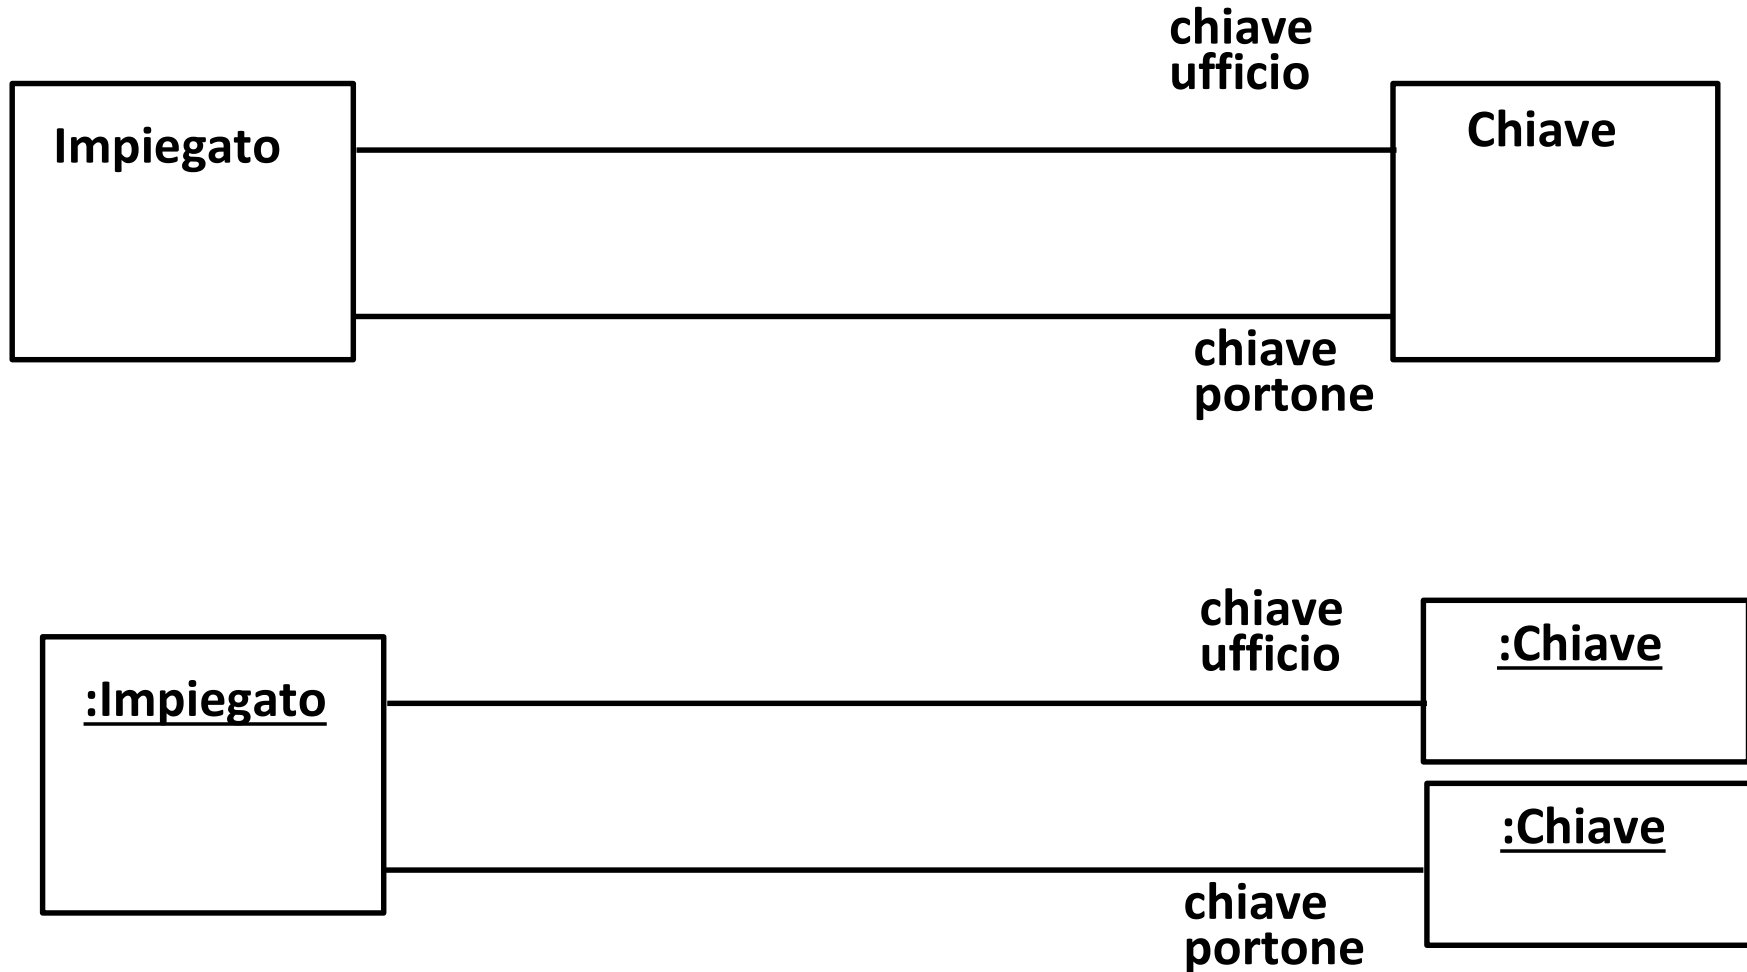 chiave
ufficio
Impiegato
Chiave
chiave
portone
chiave
ufficio
:Chiave
:Impiegato
:Chiave
chiave
portone